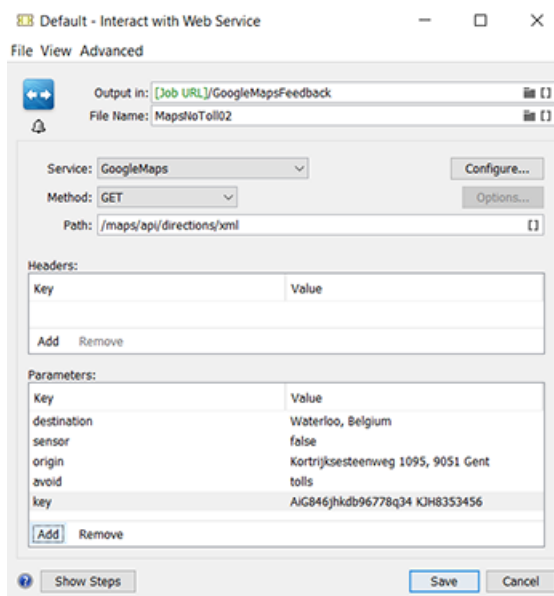 Default - Interact with Web Service
File View Advanced
Output in: [Job URL]/GoogleMapsFeedback
File Name: MapsNoToll02
Service: GoogleMaps Configure...
Method: GET Options...
Path: /maps/api/directions/xml
Headers:
Key Value
Add Remove
Parameters:
Key Value
destination Waterloo, Belgium
sensor false
origin Kortrijksesteenweg 1095, 9051 Gent
avoid tolls
key AiG846jhkdb96778q34 KJH8353456
Add Remove
Show Steps Save Cancel